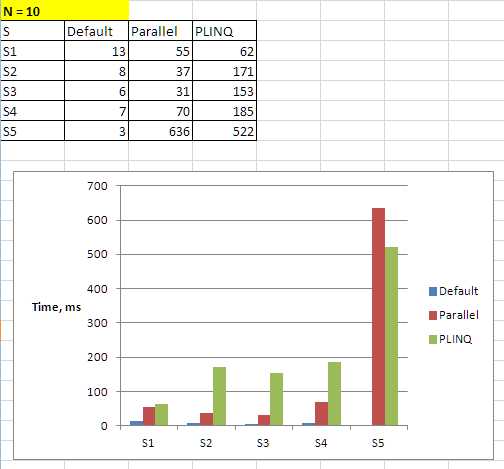 N = 10
S Default Parallel PLINQ
S1 13 55 62
S2 8 37 171
S3 6 31 153
S4 7 70 185
S5 3 636 522
700
600
500
400
Time, ms
300
200
100
0
S1 S2 S3 S4 S5
Default
Parallel
PLINQ